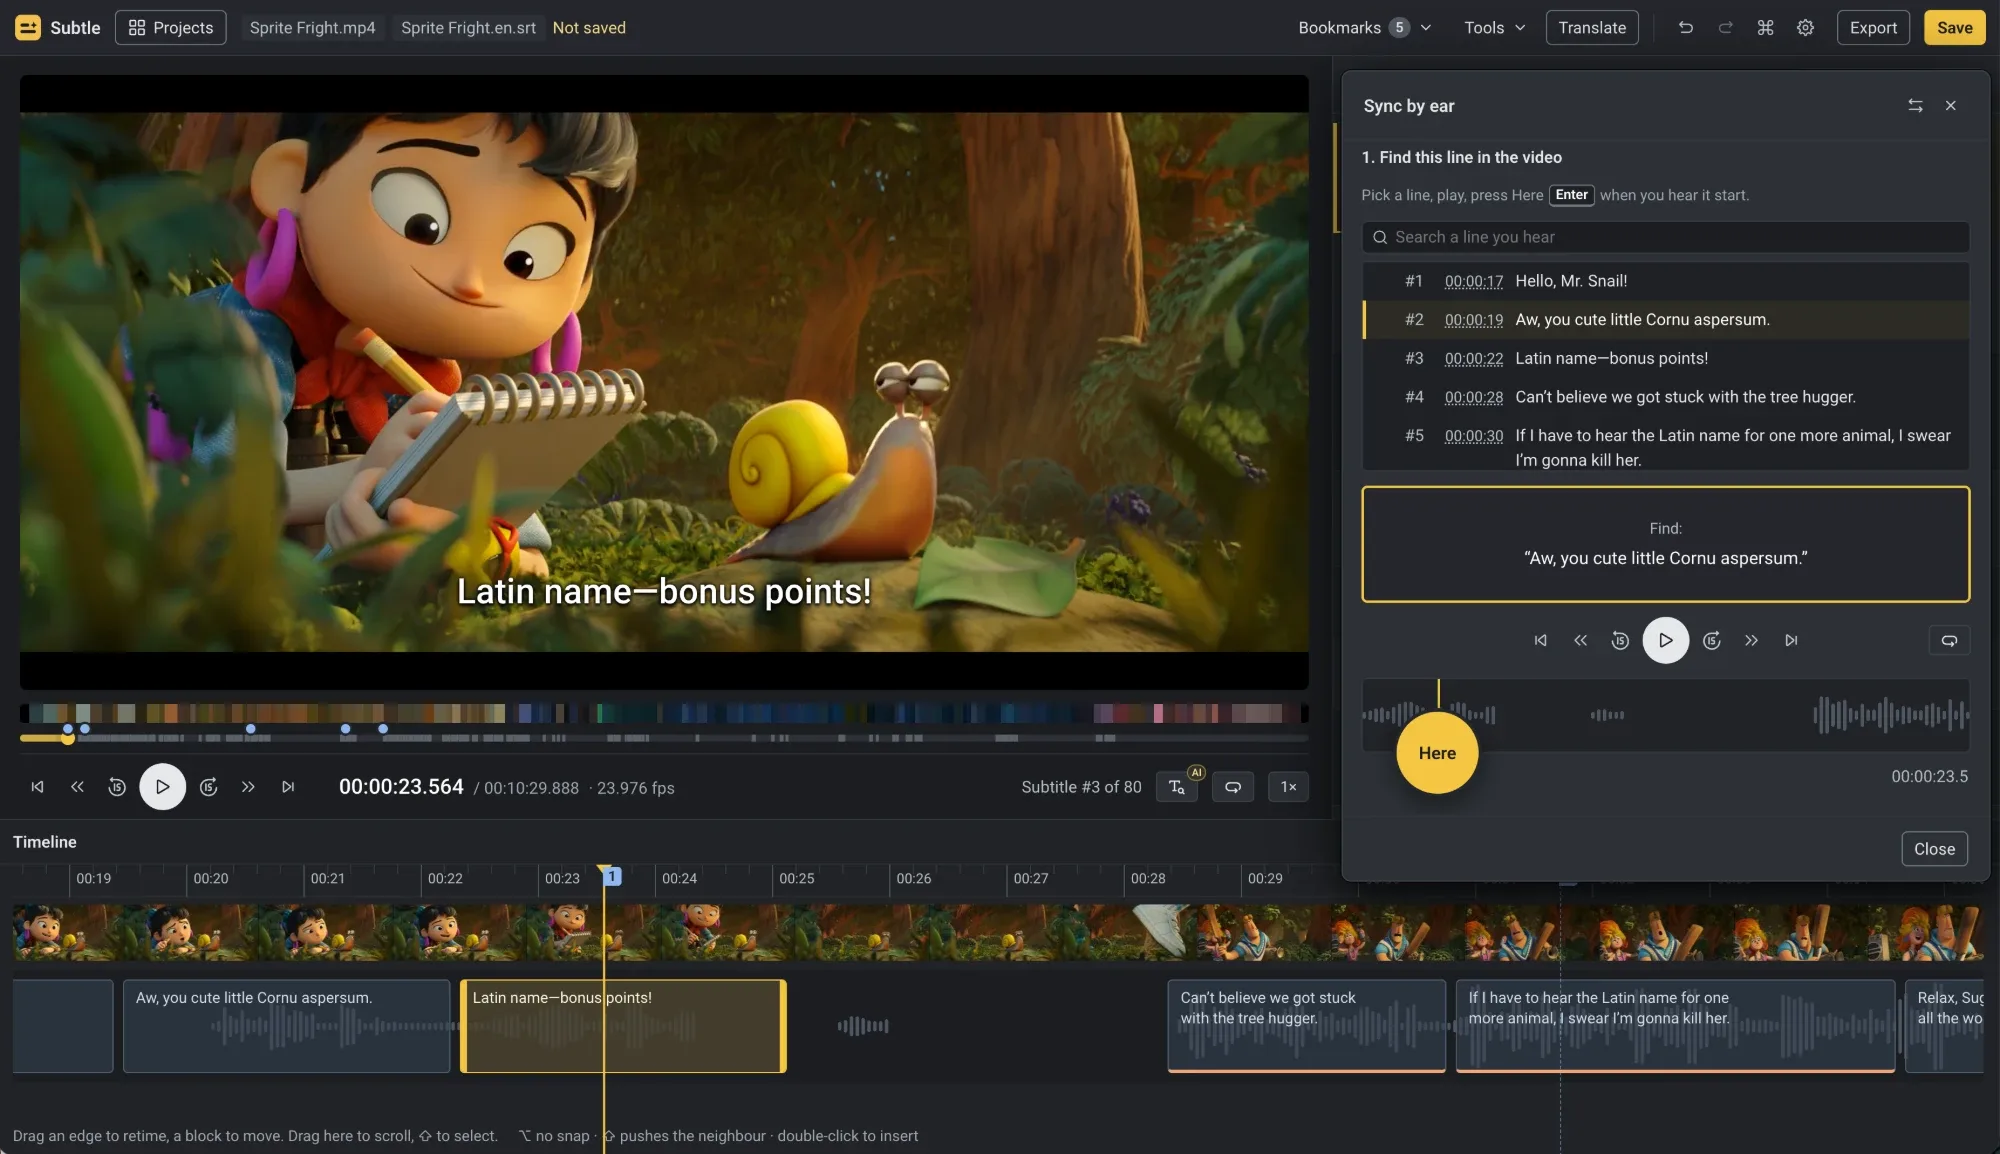 Subtle
Projects
Sprite Fright.mp4
Sprite Fright.en.srt
Not saved
Bookmarks 5
Tools
Translate
Export
Save
Latin name—bonus points!
15
15
00:00:23.564 / 00:10:29.888 · 23.976 fps
Subtitle #3 of 80
AI
1×
Sync by ear
1. Find this line in the video
Pick a line, play, press Here Enter when you hear it start.
Search a line you hear
#1 00:00:17 Hello, Mr. Snail!
#2 00:00:19 Aw, you cute little Cornu aspersum.
#3 00:00:22 Latin name—bonus points!
#4 00:00:28 Can’t believe we got stuck with the tree hugger.
#5 00:00:30 If I have to hear the Latin name for one more animal, I swear
I’m gonna kill her.
Find:
“Aw, you cute little Cornu aspersum.”
15
15
Here
00:00:23.5
Close
Timeline
00:19 00:20 00:21 00:22 00:23 1 00:24 00:25 00:26 00:27 00:28 00:29
Aw, you cute little Cornu aspersum.
Latin name—bonus points!
Can’t believe we got stuck
with the tree hugger.
If I have to hear the Latin name for one
more animal, I swear I’m gonna kill her.
Relax, Sug
all the wo
Drag an edge to retime, a block to move. Drag here to scroll, ⇧ to select. ⌥ no snap · ⇧ pushes the neighbour · double-click to insert